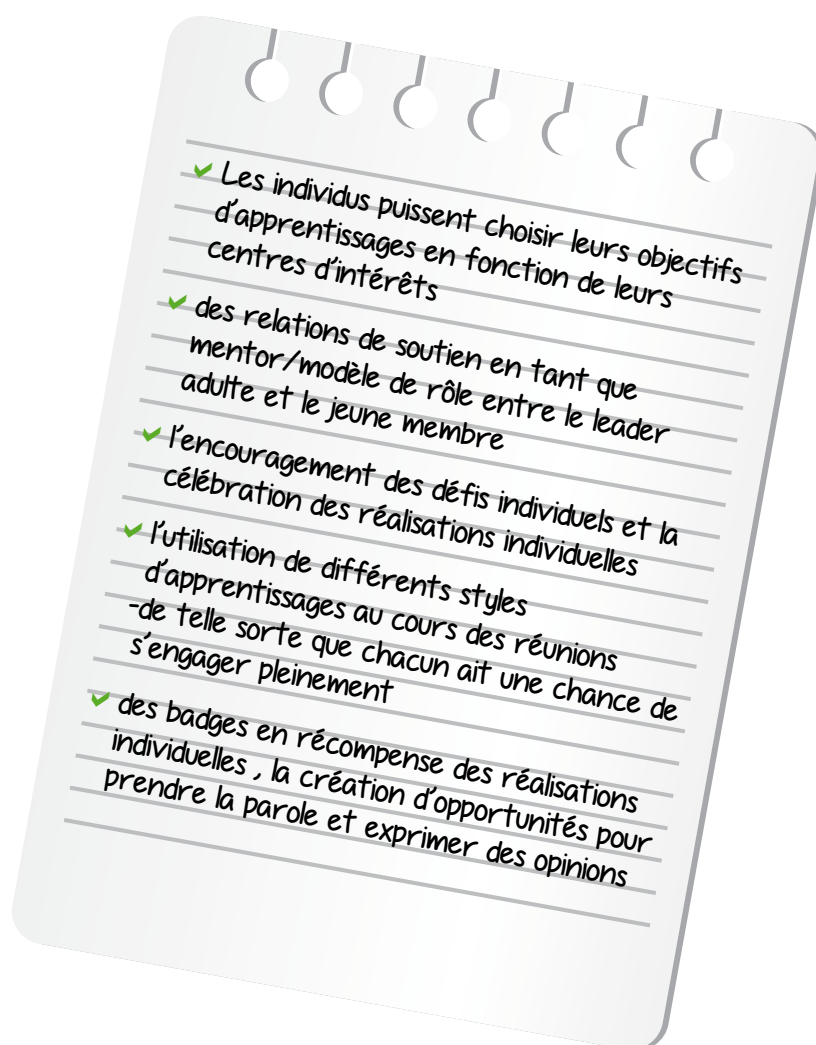 Les individus puissent choisir leurs objectifs
d'apprentissages en fonction de leurs
centres d'intérêts
des relations de soutien en tant que
mentor/modèle de rôle entre le leader
adulte et le jeune membre
l'encouragement des défis individuels et la
célébration des réalisations individuelles
l'utilisation de différents styles
d'apprentissages au cours des réunions
-de telle sorte que chacun ait une chance de
s'engager pleinement
des badges en récompense des réalisations
individuelles , la création d'opportunités pour
prendre la parole et exprimer des opinions